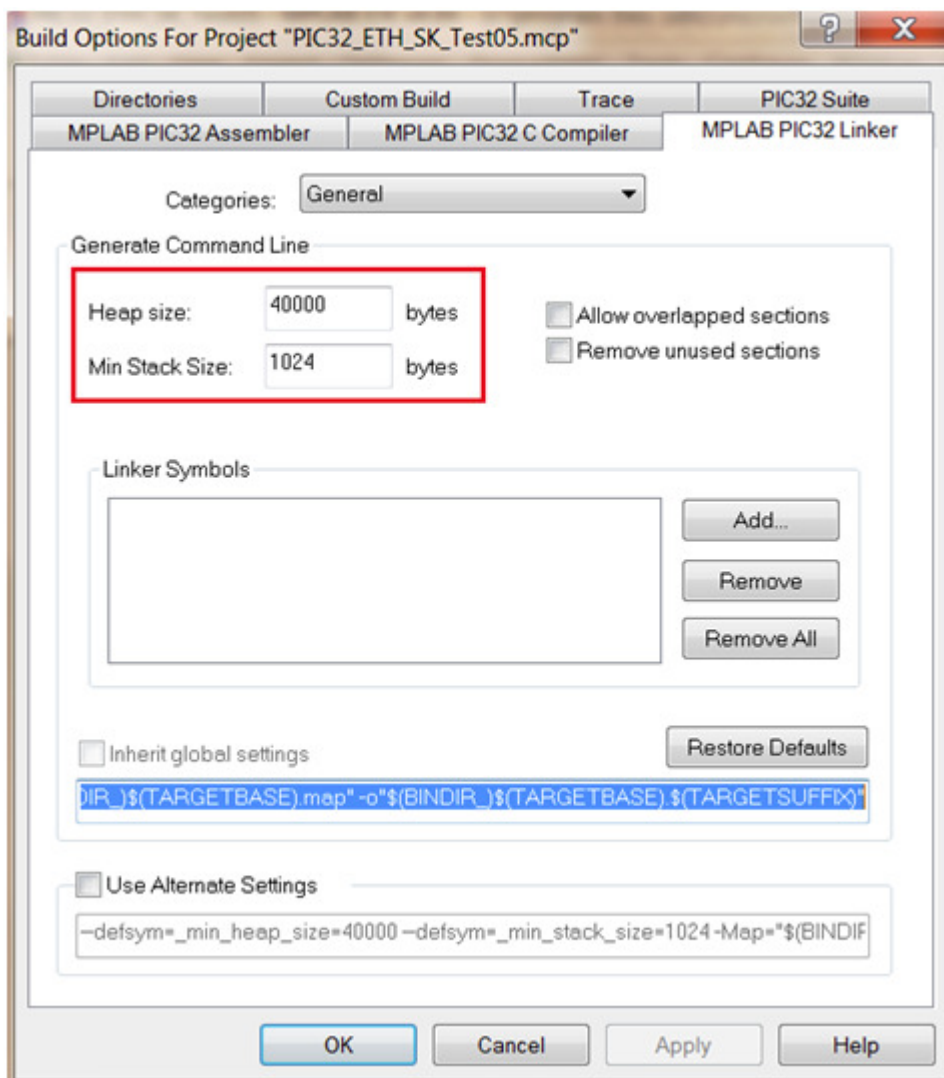 Build Options For Project "PIC32_ETH_SK_Test05.mcp"
Directories Custom Build Trace PIC32 Suite
MPLAB PIC32 Assembler MPLAB PIC32 C Compiler MPLAB PIC32 Linker
Categories: General
Generate Command Line
Heap size: 40000 bytes Allow overlapped sections
Min Stack Size: 1024 bytes Remove unused sections
Linker Symbols
Add...
Remove
Remove All
Inherit global settings Restore Defaults
DIR_)$(TARGETBASE).map" -o"$(BINDIR_)$(TARGETBASE).$(TARGETSUFFIX)"
Use Alternate Settings
--defsym=_min_heap_size=40000 --defsym=_min_stack_size=1024 -Map="$(BINDIF
OK Cancel Apply Help